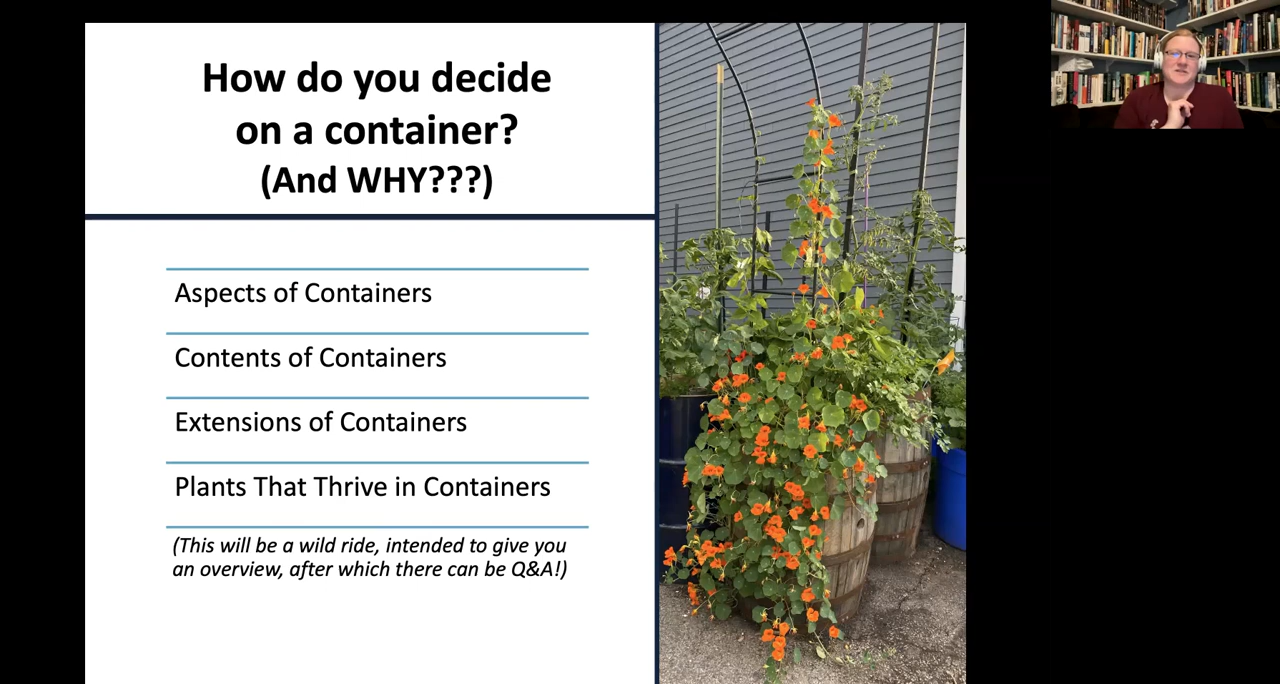 How do you decide
on a container?
(And WHY???)
Aspects of Containers
Contents of Containers
Extensions of Containers
Plants That Thrive in Containers
(This will be a wild ride, intended to give you
an overview, after which there can be Q&A!)